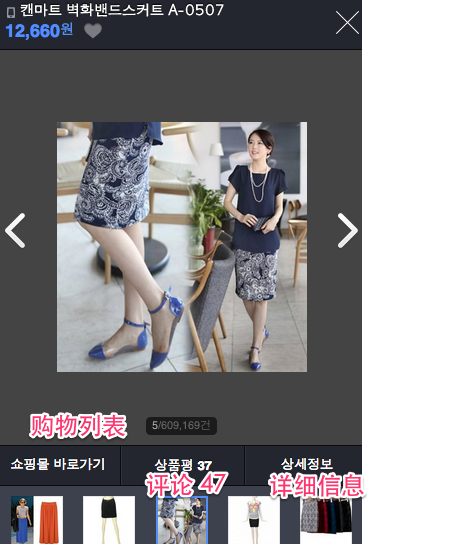 캔마트 벽화밴드스커트 A-0507
12,660원
5/609,169건
购物列表
쇼핑몰 바로가기
상품평 37
상세정보
评论 47
详细信息